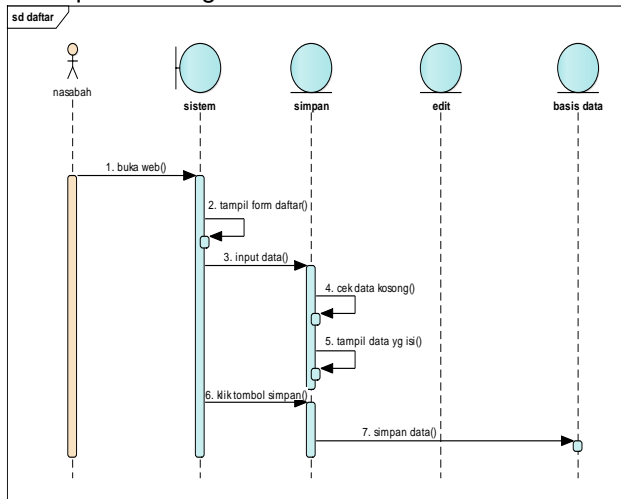 sd daftar
nasabah
sistem
simpan
edit
basis data
1. buka web()
2. tampil form daftar()
3. input data()
4. cek data kosong()
5. tampil data yg isi()
6. klik tombol simpan()
7. simpan data()